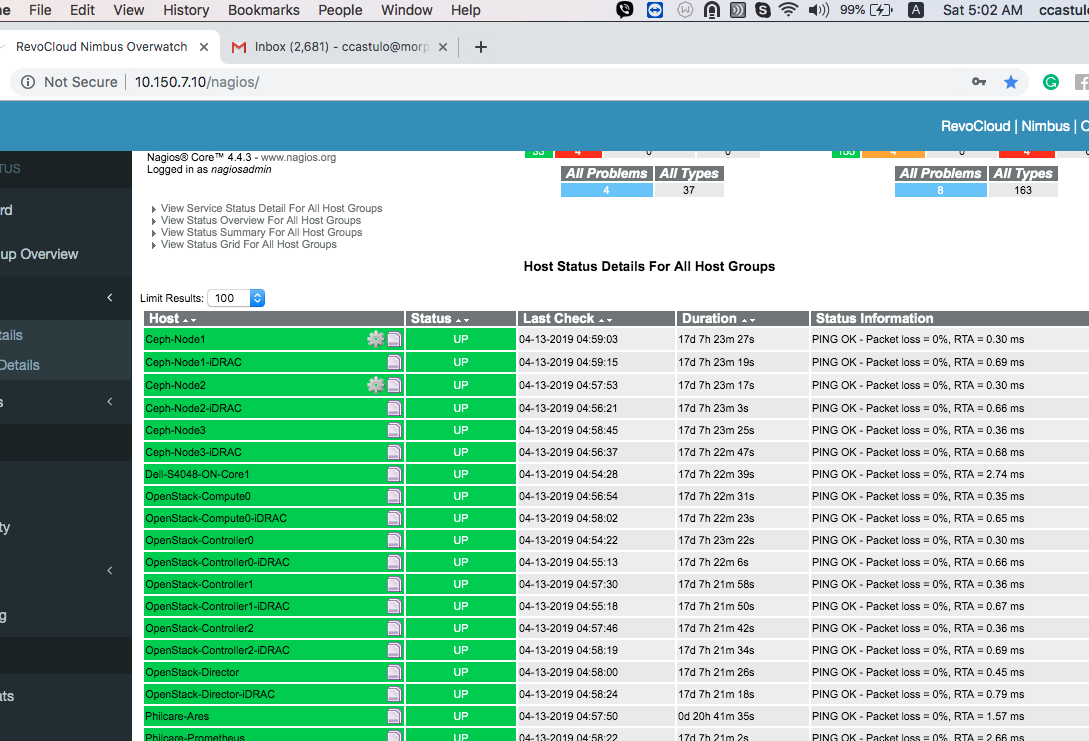 File Edit View History Bookmarks People Window Help 99% A Sat 5:02 AM
RevoCloud Nimbus Overwatch × Inbox (2,681) - ccastulo@morp × +
Not Secure 10.150.7.10/nagios/
RevoCloud | Nimbus |
Nagios® Core™ 4.4.3 - www.nagios.org
Logged in as nagiosadmin
All Problems All Types
4 37
All Problems All Types
8 163
View Service Status Detail For All Host Groups
View Status Overview For All Host Groups
View Status Summary For All Host Groups
View Status Grid For All Host Groups
up Overview
Details
Host Status Details For All Host Groups
Limit Results: 100
Host Status Last Check Duration Status Information
Ceph-Node1 UP 04-13-2019 04:59:03 17d 7h 23m 27s PING OK - Packet loss = 0%, RTA = 0.30 ms
Ceph-Node1-iDRAC UP 04-13-2019 04:59:15 17d 7h 23m 19s PING OK - Packet loss = 0%, RTA = 0.69 ms
Ceph-Node2 UP 04-13-2019 04:57:53 17d 7h 23m 17s PING OK - Packet loss = 0%, RTA = 0.30 ms
Ceph-Node2-iDRAC UP 04-13-2019 04:56:21 17d 7h 23m 3s PING OK - Packet loss = 0%, RTA = 0.66 ms
Ceph-Node3 UP 04-13-2019 04:58:45 17d 7h 23m 25s PING OK - Packet loss = 0%, RTA = 0.36 ms
Ceph-Node3-iDRAC UP 04-13-2019 04:56:37 17d 7h 22m 47s PING OK - Packet loss = 0%, RTA = 0.68 ms
Dell-S4048-ON-Core1 UP 04-13-2019 04:54:28 17d 7h 22m 39s PING OK - Packet loss = 0%, RTA = 2.74 ms
OpenStack-Compute0 UP 04-13-2019 04:56:54 17d 7h 22m 31s PING OK - Packet loss = 0%, RTA = 0.35 ms
OpenStack-Compute0-iDRAC UP 04-13-2019 04:58:02 17d 7h 22m 23s PING OK - Packet loss = 0%, RTA = 0.65 ms
OpenStack-Controller0 UP 04-13-2019 04:54:22 17d 7h 23m 22s PING OK - Packet loss = 0%, RTA = 0.30 ms
OpenStack-Controller0-iDRAC UP 04-13-2019 04:55:13 17d 7h 22m 6s PING OK - Packet loss = 0%, RTA = 0.66 ms
OpenStack-Controller1 UP 04-13-2019 04:57:30 17d 7h 21m 58s PING OK - Packet loss = 0%, RTA = 0.36 ms
OpenStack-Controller1-iDRAC UP 04-13-2019 04:55:18 17d 7h 21m 50s PING OK - Packet loss = 0%, RTA = 0.67 ms
OpenStack-Controller2 UP 04-13-2019 04:57:46 17d 7h 21m 42s PING OK - Packet loss = 0%, RTA = 0.36 ms
OpenStack-Controller2-iDRAC UP 04-13-2019 04:58:19 17d 7h 21m 34s PING OK - Packet loss = 0%, RTA = 0.69 ms
OpenStack-Director UP 04-13-2019 04:58:00 17d 7h 21m 26s PING OK - Packet loss = 0%, RTA = 0.45 ms
OpenStack-Director-iDRAC UP 04-13-2019 04:58:24 17d 7h 21m 18s PING OK - Packet loss = 0%, RTA = 0.79 ms
Philcare-Ares UP 04-13-2019 04:57:50 0d 20h 41m 35s PING OK - Packet loss = 0%, RTA = 1.57 ms
Philcare-Prometheus UP 04-13-2019 04:58:22 17d 7h 21m 2s PING OK - Packet loss = 0%, RTA = 2.66 ms